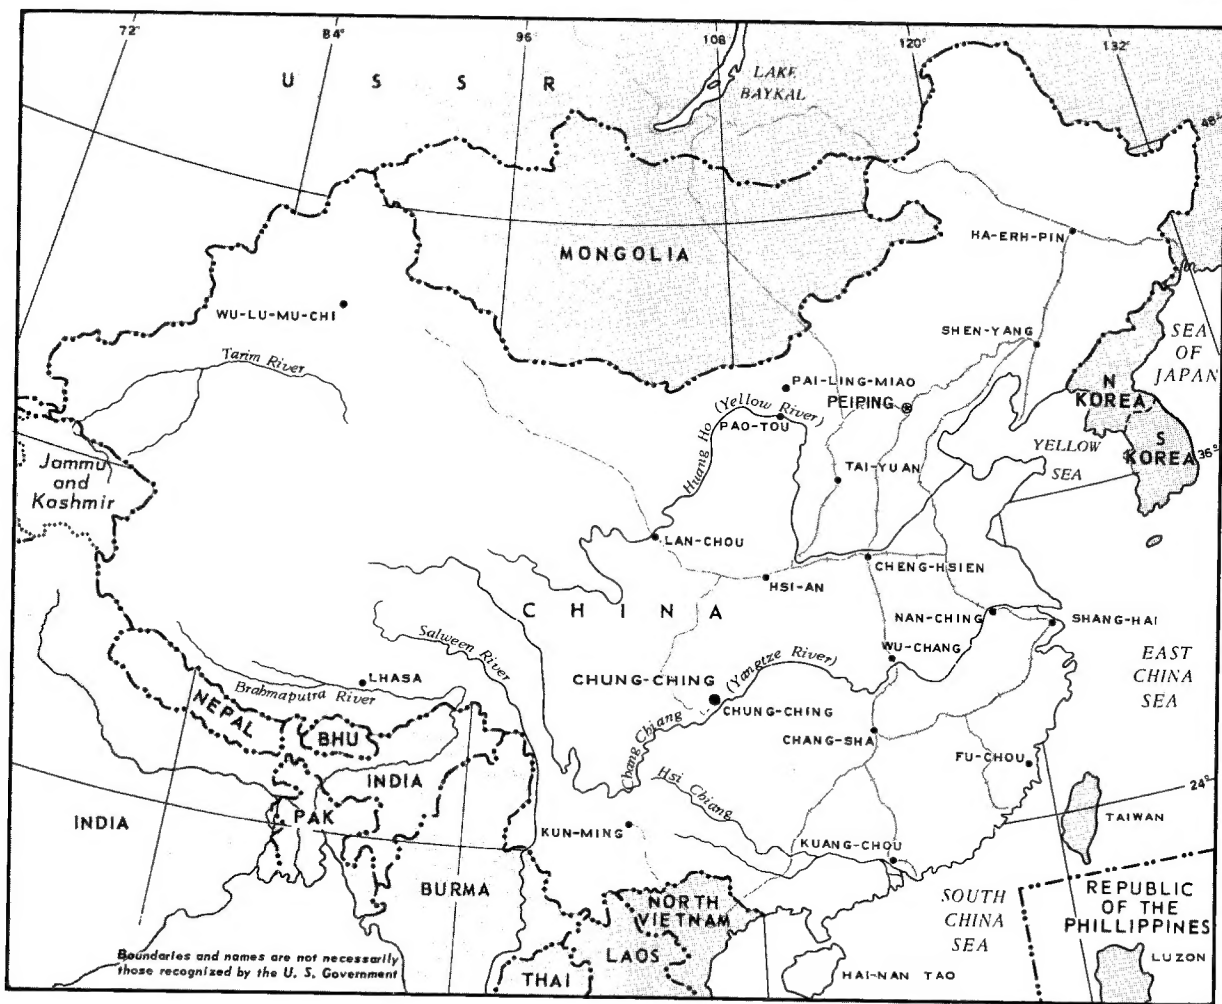 72°
84°
96°
108
120°
132°
U S S R
LAKE
BAYKAL
48°
MONGOLIA
HA-ERH-PIN
WU-LU-MU-CHI
SHEN-YANG
SEA
OF
JAPAN
Tarim River
PAI-LING-MIAO
PEIPING
N
KOREA
Huang Ho (Yellow River)
PAO-TOU
S
KOREA
36°
YELLOW
SEA
TAI-YUAN
Jammu
and
Kashmir
LAN-CHOU
CHENG-HSIEN
HSI-AN
CHINA
NAN-CHING
SHANG-HAI
Salween River
WU-CHANG
EAST
CHINA
SEA
LHASA
Brahmaputra River
CHUNG-CHING
Chang Chiang (Yangtze River)
CHUNG-CHING
NEPAL
BHU
CHANG-SHA
FU-CHOU
INDIA
Hsi Chiang
24°
INDIA
PAK
KUN-MING
KUANG-CHOU
TAIWAN
BURMA
NORTH
VIETNAM
SOUTH
CHINA
SEA
REPUBLIC
OF THE
PHILLIPPINES
LAOS
THAI
HAI-NAN TAO
LUZON
Boundaries and names are not necessarily
those recognized by the U. S. Government